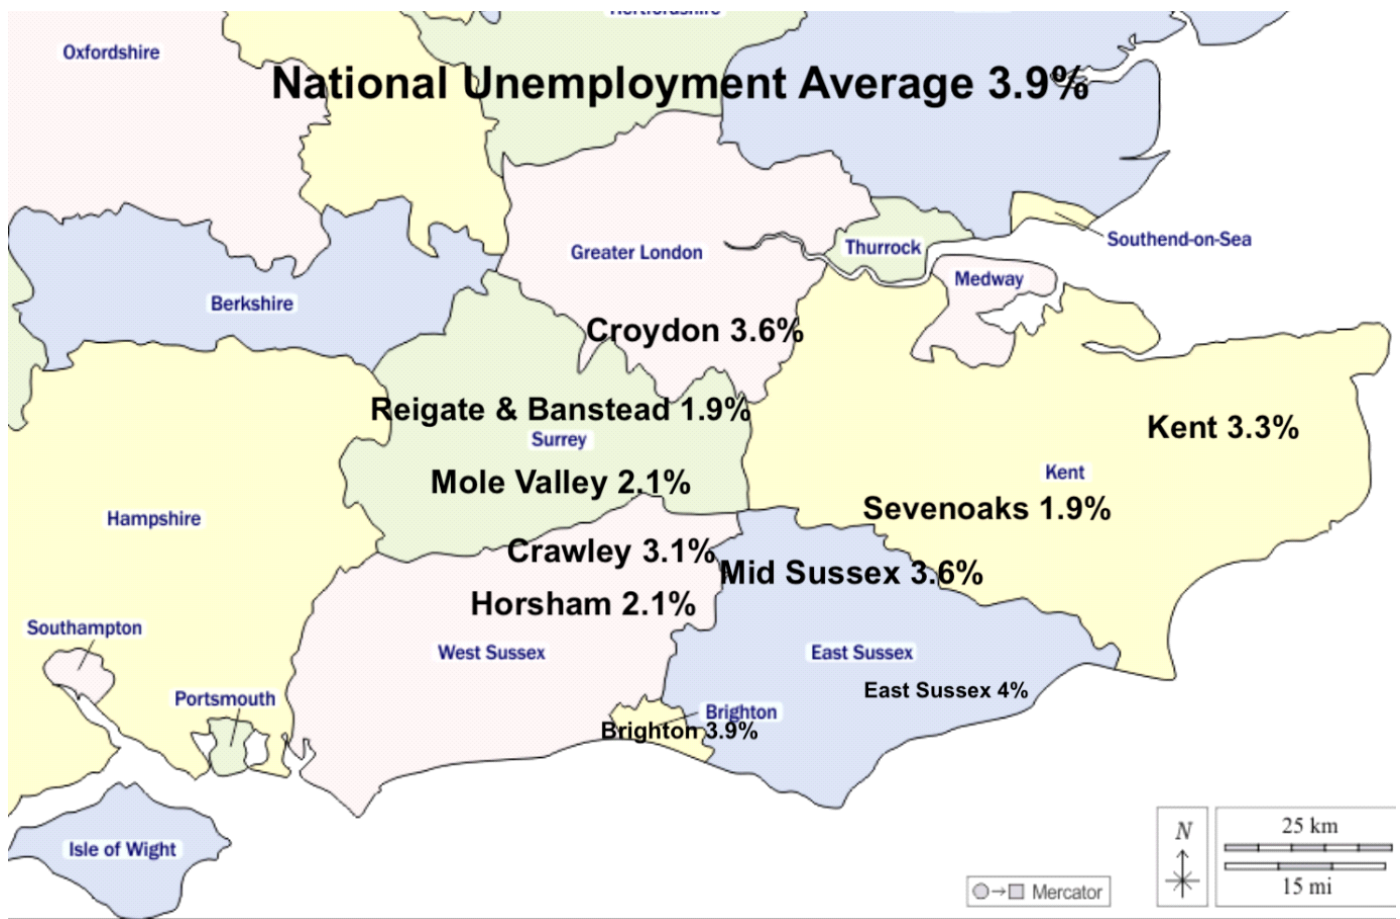 Hertfordshire
Oxfordshire
National Unemployment Average 3.9%
Greater London
Thurrock
Southend-on-Sea
Medway
Berkshire
Croydon 3.6%
Reigate & Banstead 1.9%
Surrey
Kent 3.3%
Kent
Mole Valley 2.1%
Sevenoaks 1.9%
Hampshire
Crawley 3.1%
Mid Sussex 3.6%
Horsham 2.1%
Southampton
West Sussex
East Sussex
East Sussex 4%
Portsmouth
Brighton
Brighton 3.9%
Isle of Wight
N
25 km
15 mi
Mercator